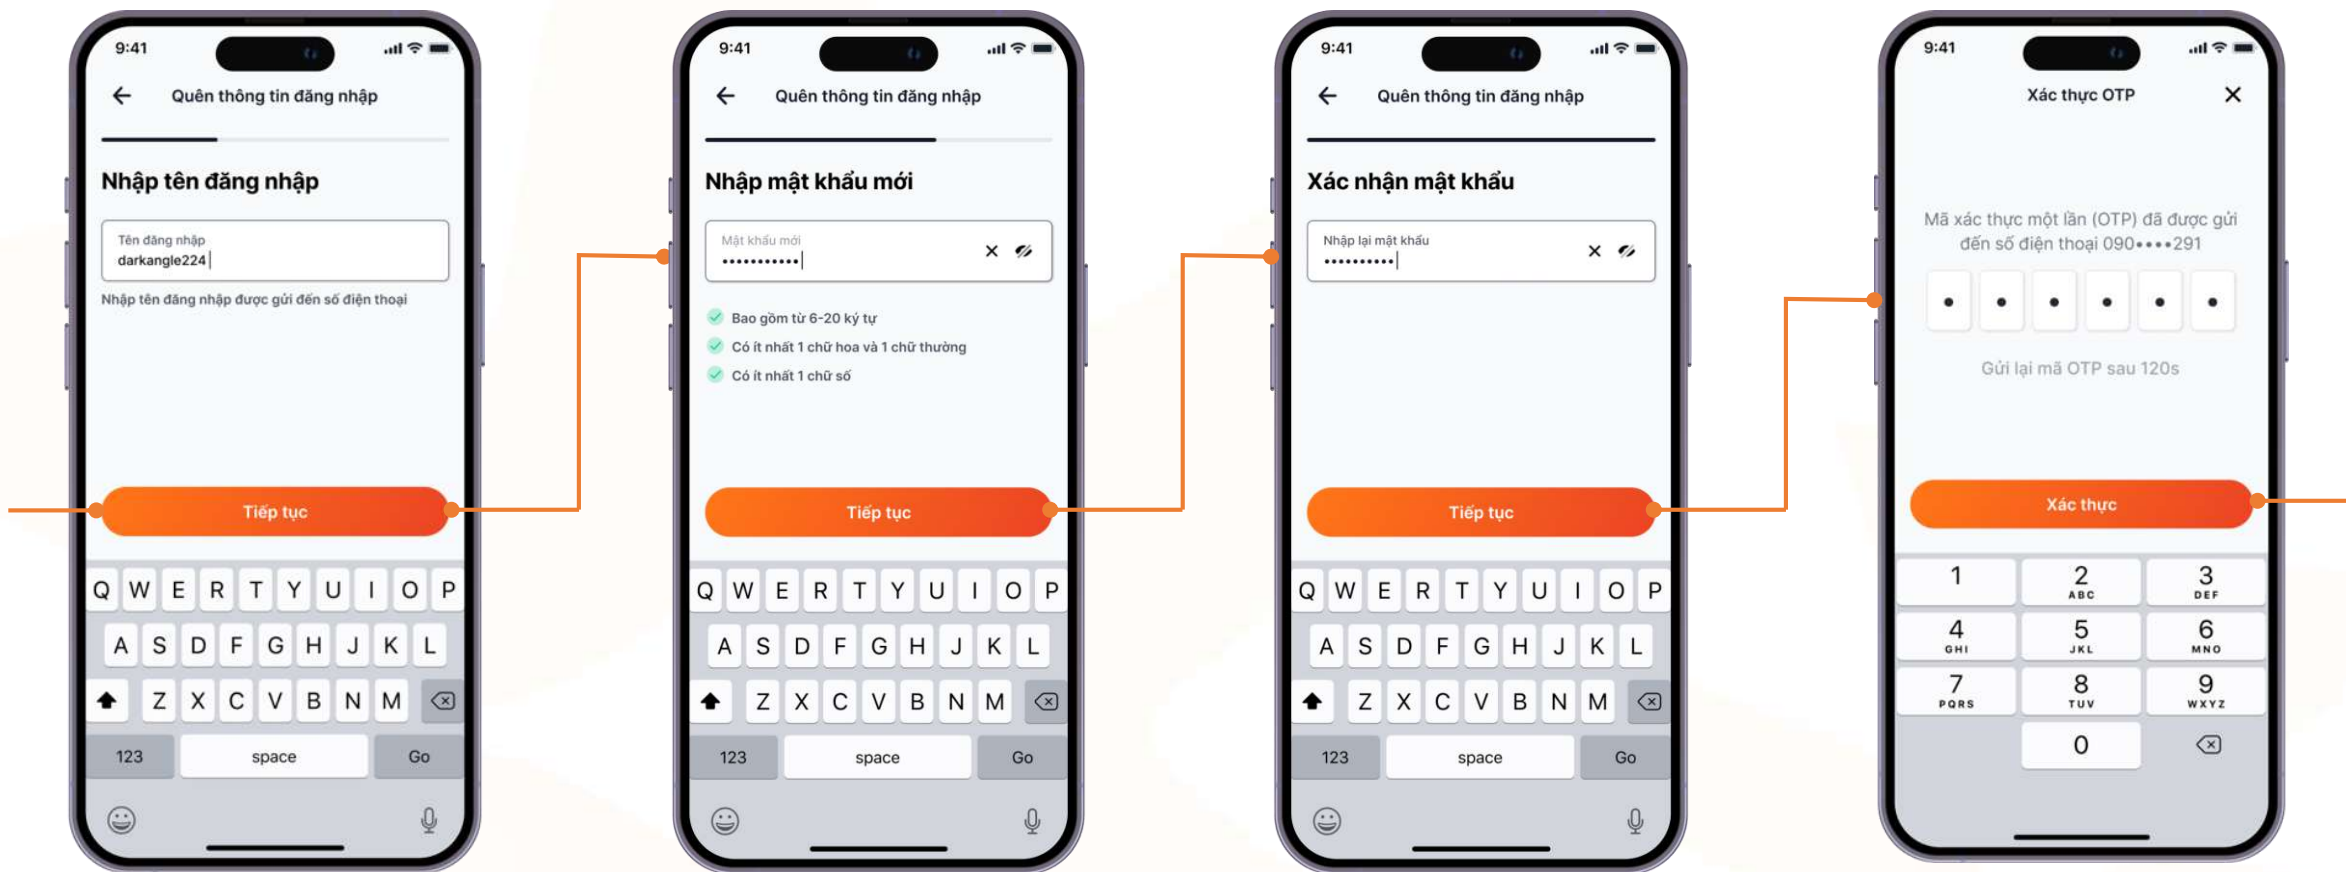 9:41
Quên thông tin đăng nhập
Nhập tên đăng nhập
Tên đăng nhập
darkangle224
Nhập tên đăng nhập được gửi đến số điện thoại
Tiếp tục
Q W E R T Y U I O P
A S D F G H J K L
Z X C V B N M
123 space Go
9:41
Quên thông tin đăng nhập
Nhập mật khẩu mới
Mật khẩu mới
•••••••••••
Bao gồm từ 6-20 ký tự
Có ít nhất 1 chữ hoa và 1 chữ thường
Có ít nhất 1 chữ số
Tiếp tục
Q W E R T Y U I O P
A S D F G H J K L
Z X C V B N M
123 space Go
9:41
Quên thông tin đăng nhập
Xác nhận mật khẩu
Nhập lại mật khẩu
••••••••••
Tiếp tục
Q W E R T Y U I O P
A S D F G H J K L
Z X C V B N M
123 space Go
9:41
Xác thực OTP
Mã xác thực một lần (OTP) đã được gửi
đến số điện thoại 090••••291
• • • • • •
Gửi lại mã OTP sau 120s
Xác thực
1 2 3
ABC DEF
4 5 6
GHI JKL MNO
7 8 9
PQRS TUV WXYZ
0